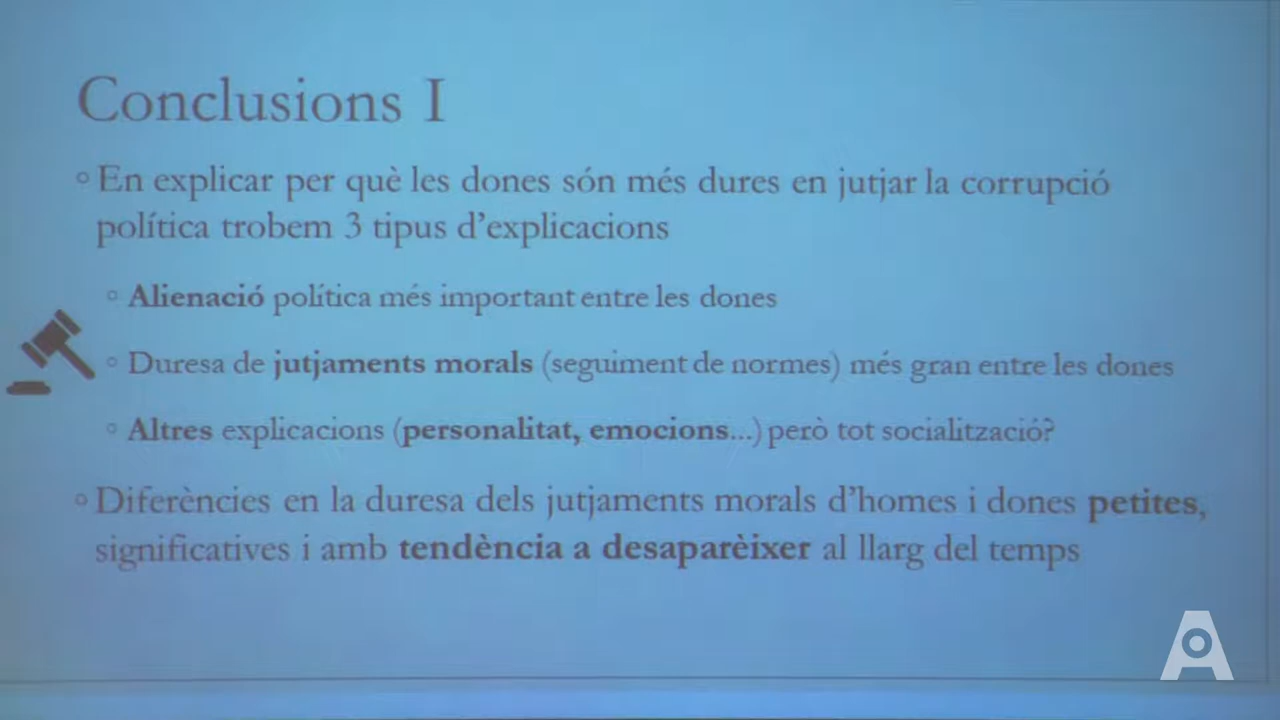 Conclusions I
En explicar per què les dones són més dures en jutjar la corrupció
política trobem 3 tipus d'explicacions
Alienació política més important entre les dones
Duresa de jutjaments morals (seguiment de normes) més gran entre les dones
Altres explicacions (personalitat, emocions...) però tot socialització?
Diferències en la duresa dels jutjaments morals d'homes i dones petites,
significatives i amb tendència a desaparèixer al llarg del temps